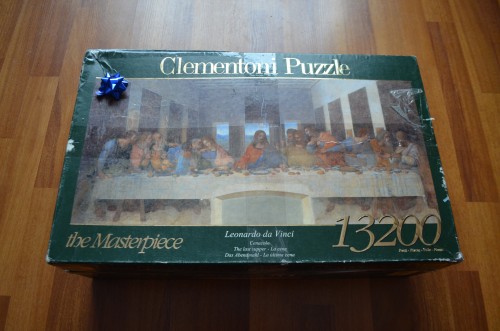 Clementoni Puzzle
the Masterpiece
Leonardo da Vinci
Cenacolo
The last supper - La cène
Das Abendmahl - La última cena
13200